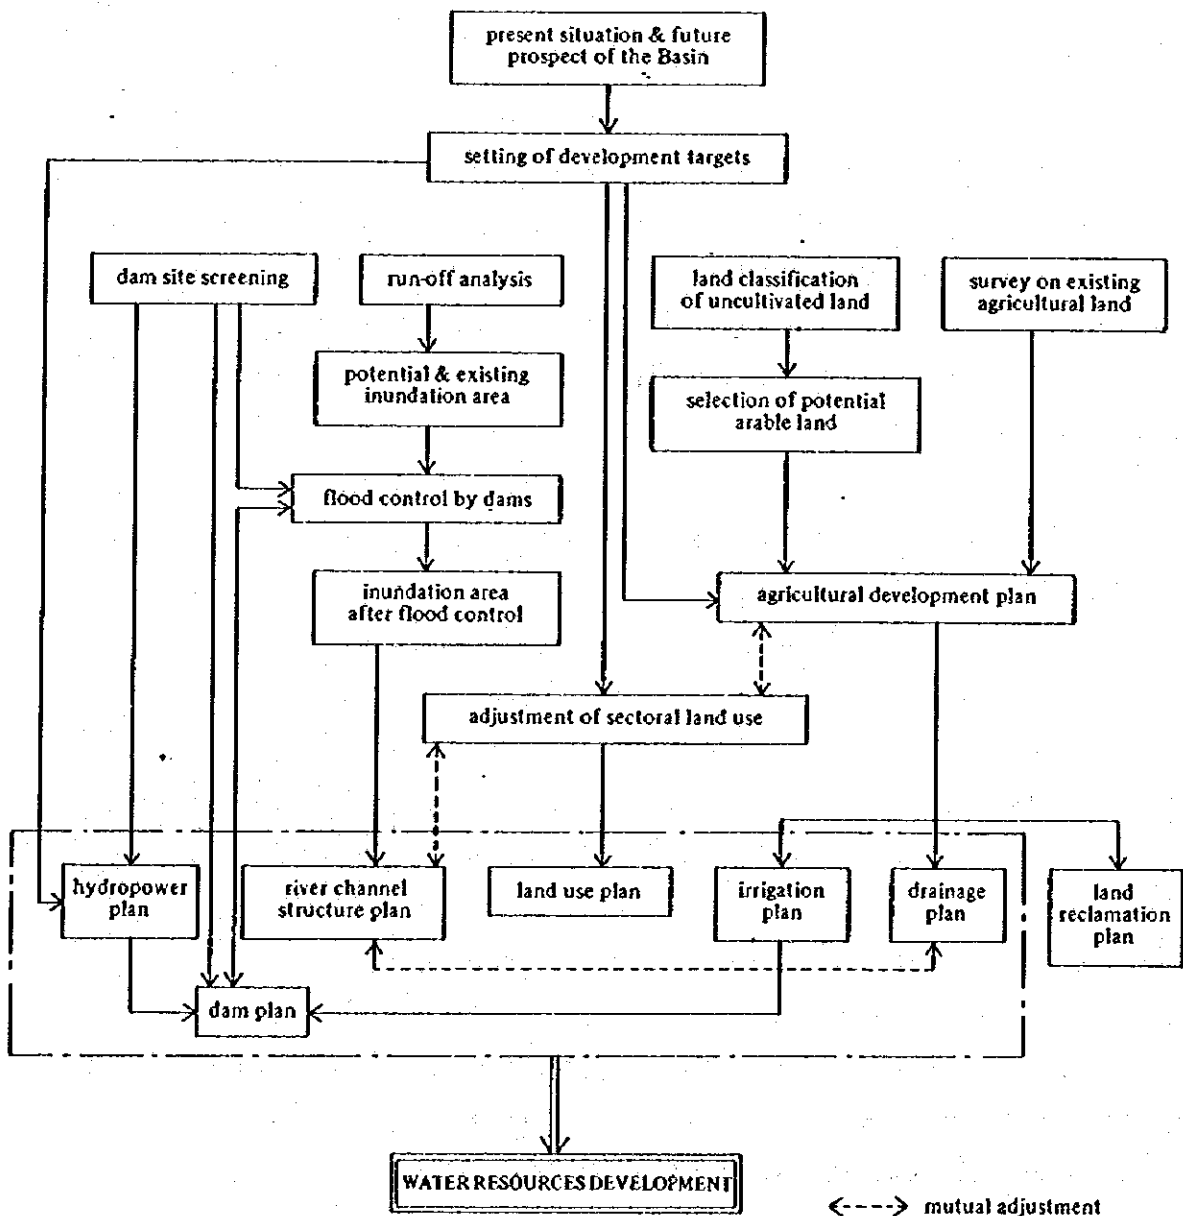 present situation & future
prospect of the Basin
setting of development targets
dam site screening
run-off analysis
land classification
of uncultivated land
survey on existing
agricultural land
potential & existing
inundation area
selection of potential
arable land
flood control by dams
inundation area
after flood control
agricultural development plan
adjustment of sectoral land use
hydropower
plan
river channel
structure plan
land use plan
irrigation
plan
drainage
plan
land
reclamation
plan
dam plan
WATER RESOURCES DEVELOPMENT
mutual adjustment